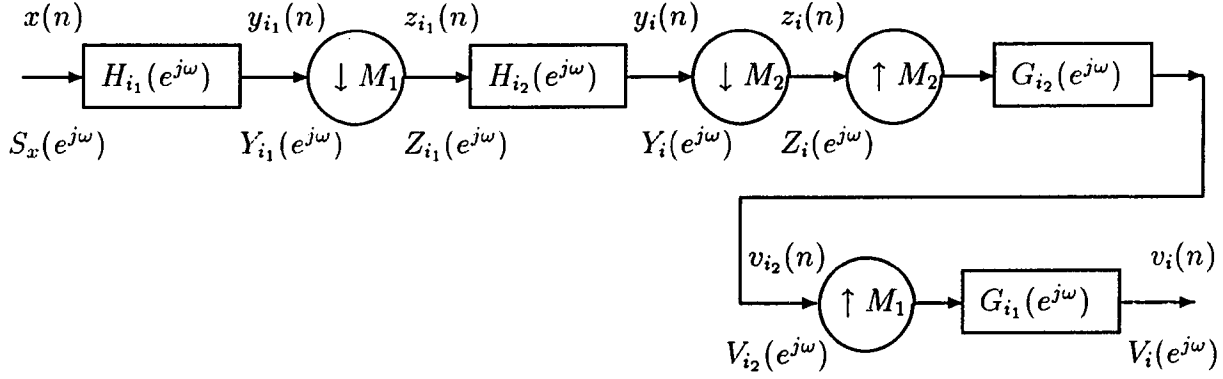 x(n) y_{i_1}(n) z_{i_1}(n) y_i(n) z_i(n)
H_{i_1}(e^{jω}) ↓ M_1 H_{i_2}(e^{jω}) ↓ M_2 ↑ M_2 G_{i_2}(e^{jω})
S_x(e^{jω}) Y_{i_1}(e^{jω}) Z_{i_1}(e^{jω}) Y_i(e^{jω}) Z_i(e^{jω})
v_{i_2}(n) v_i(n)
↑ M_1 G_{i_1}(e^{jω})
V_{i_2}(e^{jω}) V_i(e^{jω})